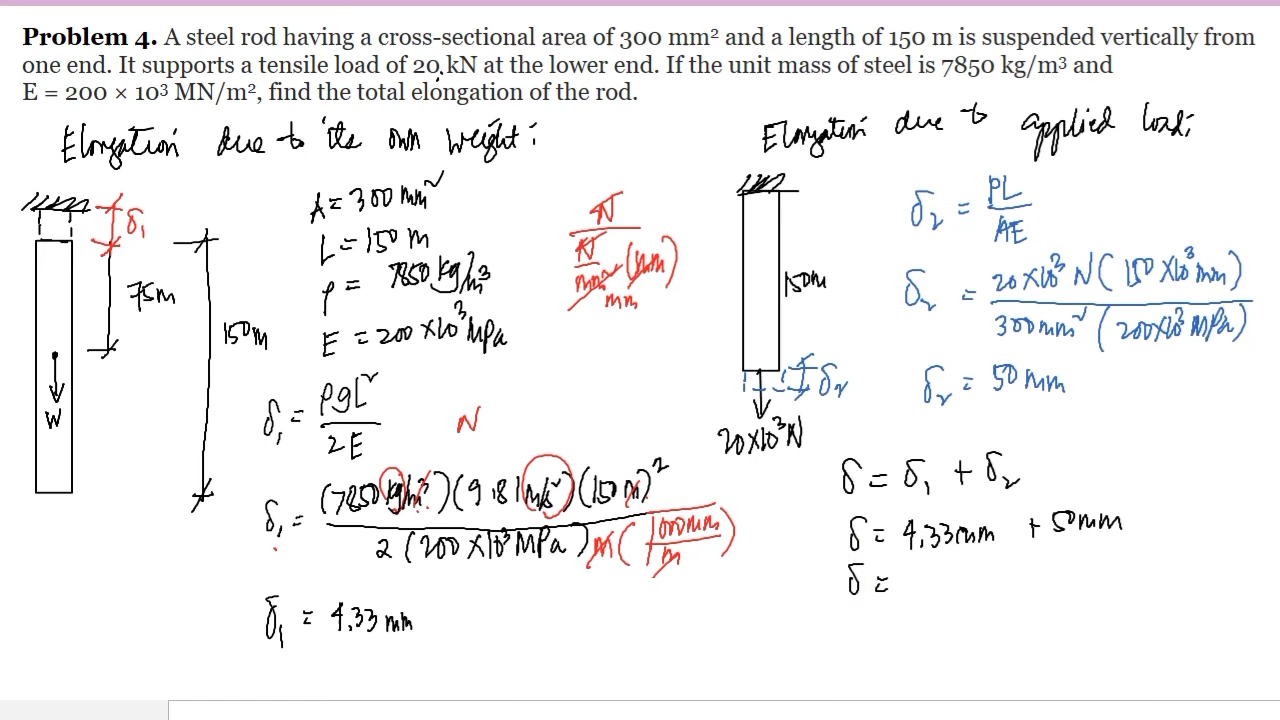 Problem 4. A steel rod having a cross-sectional area of 300 mm² and a length of 150 m is suspended vertically from
one end. It supports a tensile load of 20 kN at the lower end. If the unit mass of steel is 7850 kg/m³ and
E = 200 × 10³ MN/m², find the total elongation of the rod.
Elongation due to its own weight:
δ₁
75m
150m
W
A = 300 mm²
L = 150 m
ρ = 7850 kg/m³
E = 200 ×10³ MPa
δ₁ = ρgL² / 2E
N
δ₁ = (7850 kg/m³)(9.81 m/s²)(150 m)² / 2(200 ×10³ MPa) m (1000mm / m)
δ₁ = 4.33 mm
N / (N/mm²)(mm)
mm
Elongation due to applied load:
150m
δ₂
20×10³ N
δ₂ = PL / AE
δ₂ = 20×10³ N (150 ×10³ mm) / 300mm² (200×10³ MPa)
δ₂ = 50 mm
δ = δ₁ + δ₂
δ = 4.33mm + 50mm
δ =